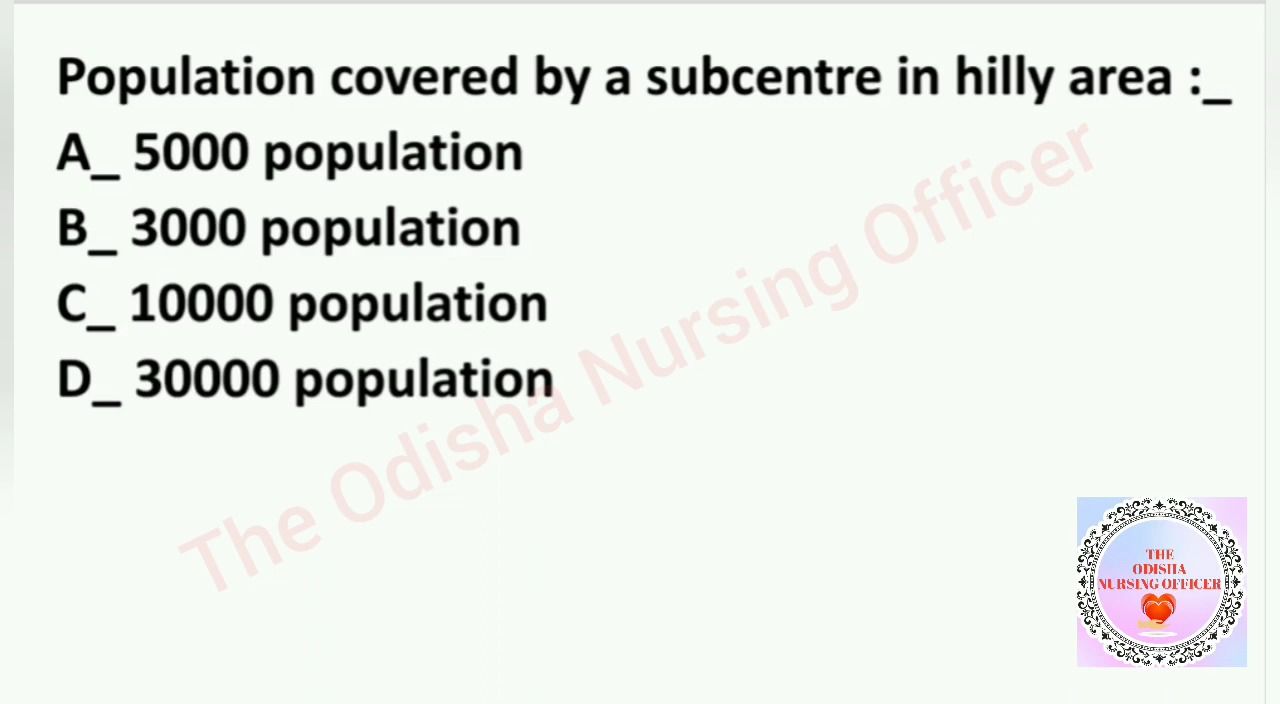 Population covered by a subcentre in hilly area :_
A_ 5000 population
B_ 3000 population
C_ 10000 population
D_ 30000 population
The Odisha Nursing Officer
THE
ODISHA
NURSING OFFICER